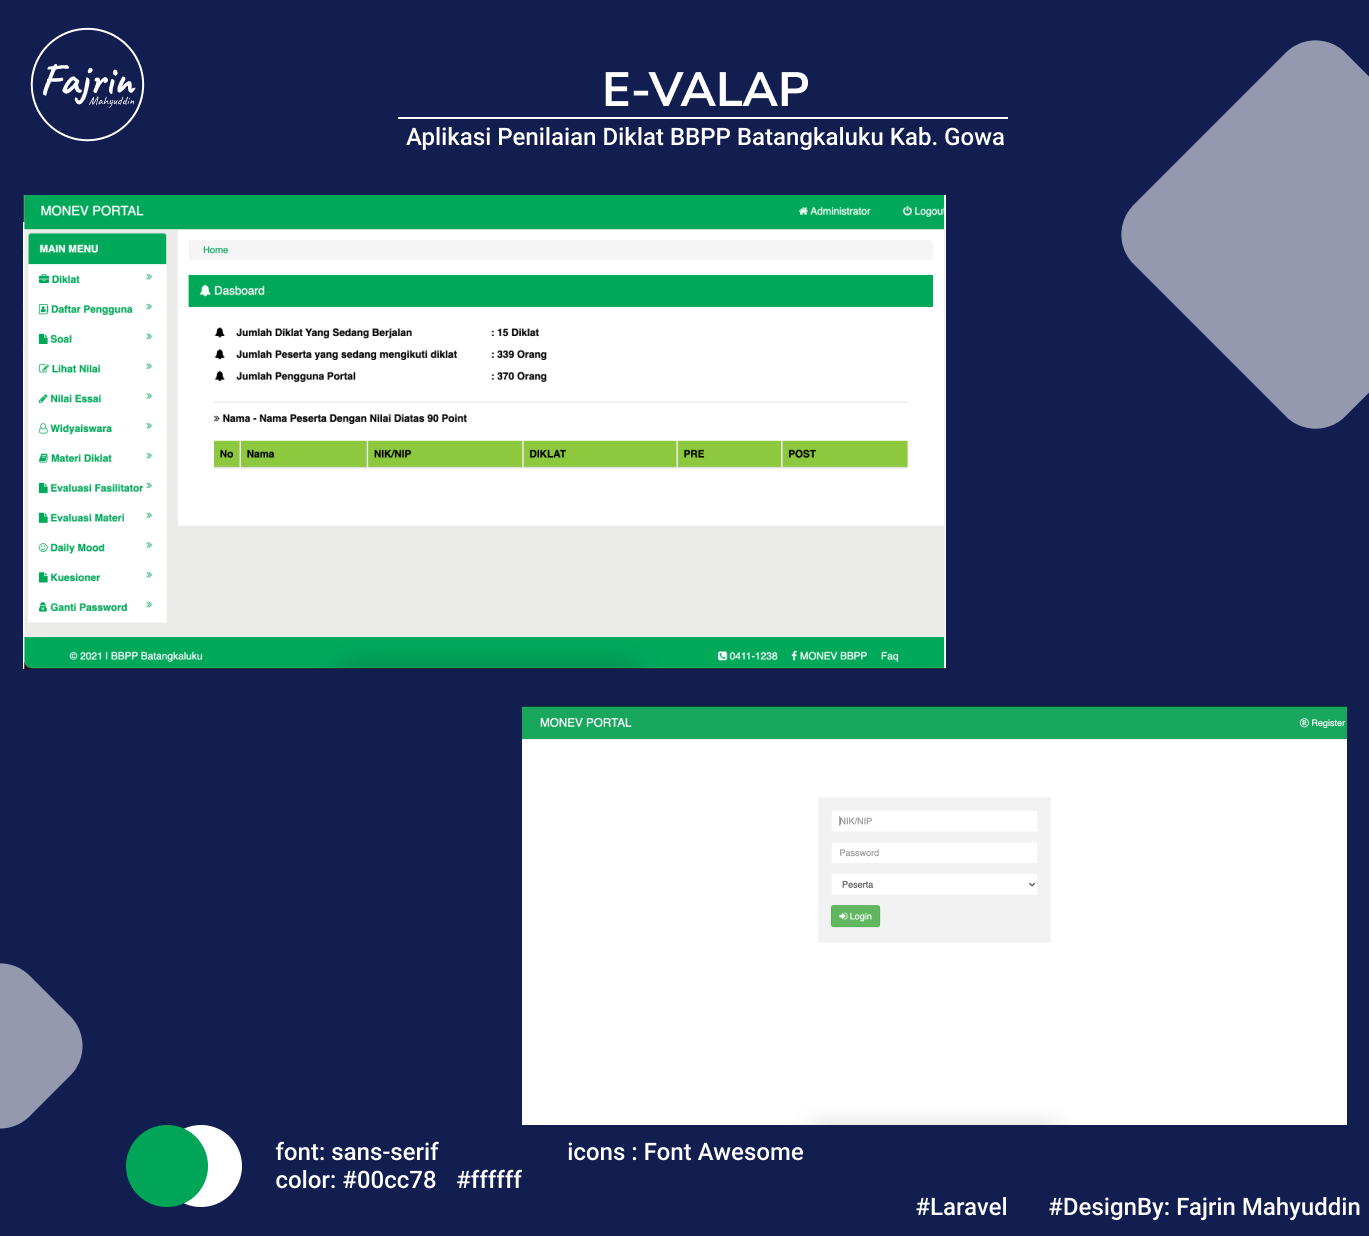 Fajrin
Mahyuddin
E-VALAP
Aplikasi Penilaian Diklat BBPP Batangkaluku Kab. Gowa
MONEV PORTAL
Administrator
Logout
MAIN MENU
Diklat
Daftar Pengguna
Soal
Lihat Nilai
Nilai Essai
Widyaiswara
Materi Diklat
Evaluasi Fasilitator
Evaluasi Materi
Daily Mood
Kuesioner
Ganti Password
Home
Dasboard
Jumlah Diklat Yang Sedang Berjalan : 15 Diklat
Jumlah Peserta yang sedang mengikuti diklat : 339 Orang
Jumlah Pengguna Portal : 370 Orang
» Nama - Nama Peserta Dengan Nilai Diatas 90 Point
No Nama NIK/NIP DIKLAT PRE POST
© 2021 | BBPP Batangkaluku
0411-1238 MONEV BBPP Faq
MONEV PORTAL
® Register
NIK/NIP
Password
Peserta
Login
font: sans-serif
color: #00cc78 #ffffff
icons : Font Awesome
#Laravel #DesignBy: Fajrin Mahyuddin